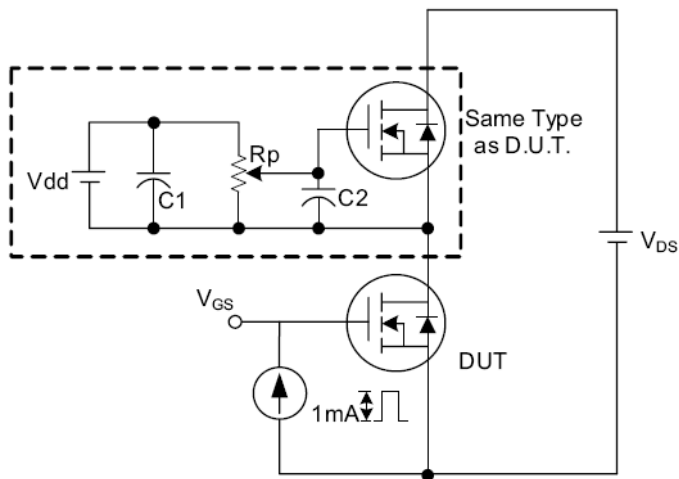 Same Type
as D.U.T.
Rp
Vdd
C1
C2
VDS
VGS
DUT
1mA